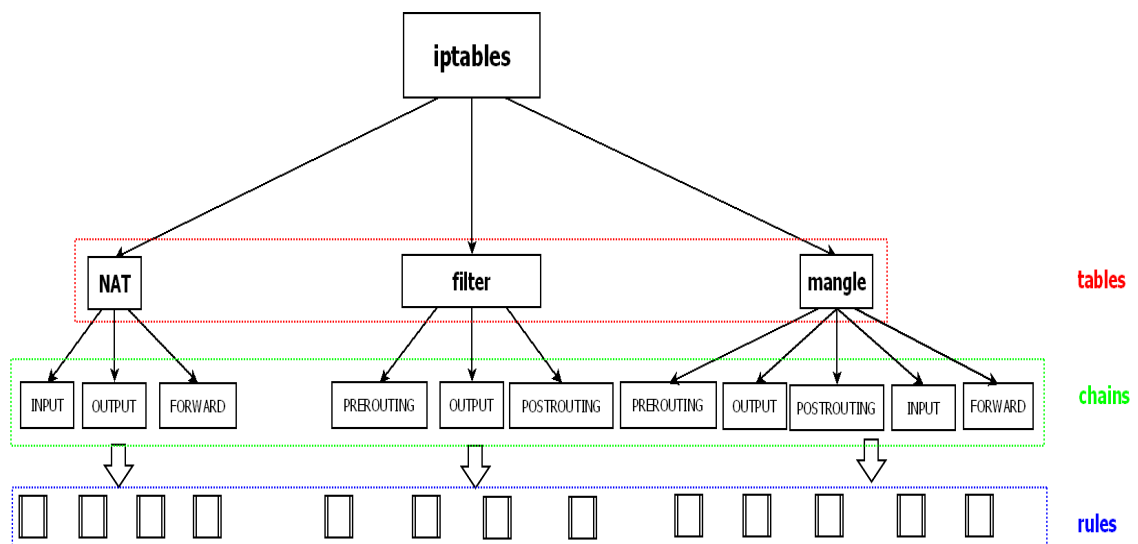 iptables
NAT
filter
mangle
tables
INPUT
OUTPUT
FORWARD
PREROUTING
OUTPUT
POSTROUTING
PREROUTING
OUTPUT
POSTROUTING
INPUT
FORWARD
chains
rules